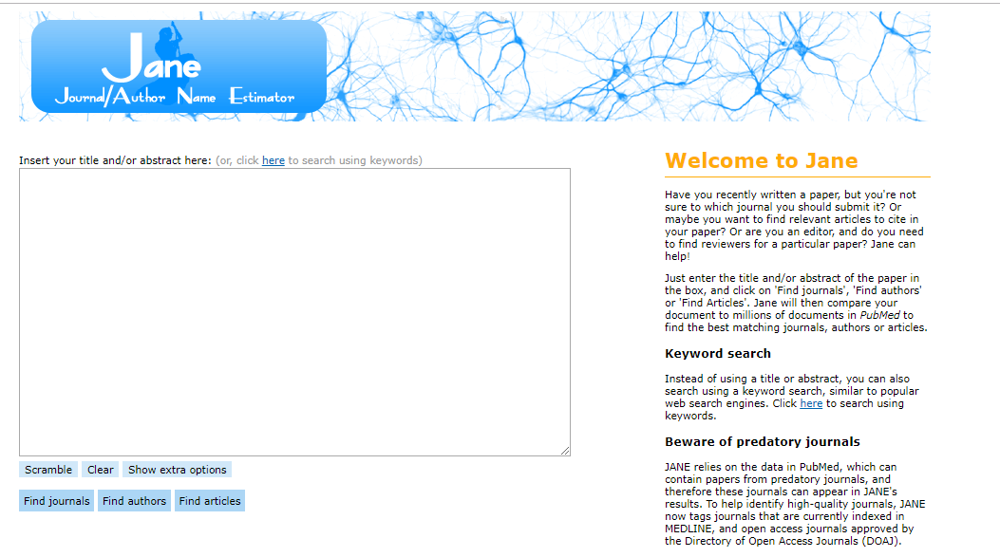 Jane
Journal/Author Name Estimator
Insert your title and/or abstract here: (or, click here to search using keywords)
Scramble Clear Show extra options
Find journals Find authors Find articles
Welcome to Jane
Have you recently written a paper, but you're not
sure to which journal you should submit it? Or
maybe you want to find relevant articles to cite in
your paper? Or are you an editor, and do you need
to find reviewers for a particular paper? Jane can
help!
Just enter the title and/or abstract of the paper in
the box, and click on 'Find journals', 'Find authors'
or 'Find Articles'. Jane will then compare your
document to millions of documents in PubMed to
find the best matching journals, authors or articles.
Keyword search
Instead of using a title or abstract, you can also
search using a keyword search, similar to popular
web search engines. Click here to search using
keywords.
Beware of predatory journals
JANE relies on the data in PubMed, which can
contain papers from predatory journals, and
therefore these journals can appear in JANE's
results. To help identify high-quality journals, JANE
now tags journals that are currently indexed in
MEDLINE, and open access journals approved by
the Directory of Open Access Journals (DOAJ).